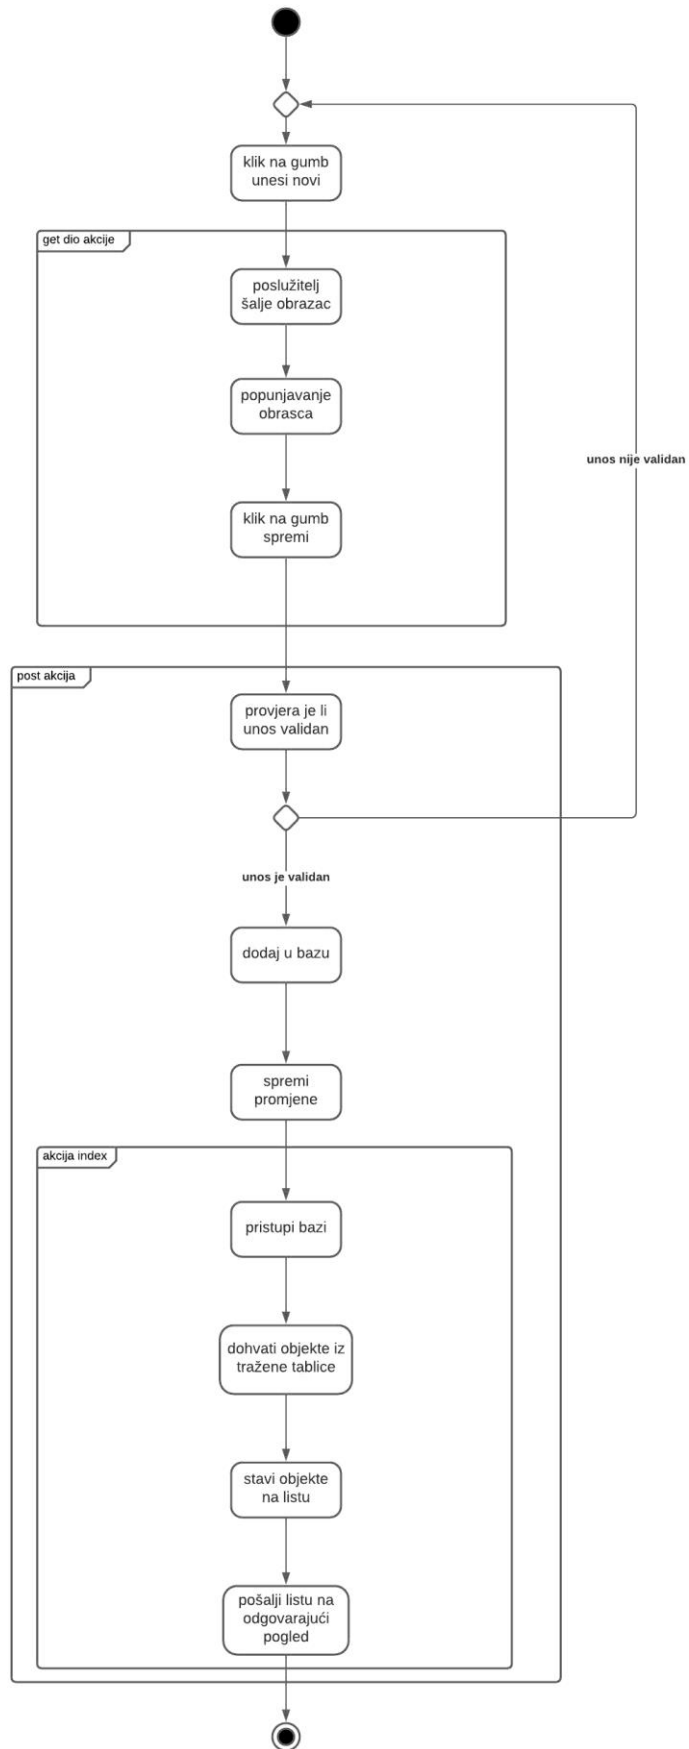 klik na gumb
unesi novi
get dio akcije
poslužitelj
šalje obrazac
popunjavanje
obrasca
unos nije validan
klik na gumb
spremi
post akcija
provjera je li
unos validan
unos je validan
dodaj u bazu
spremi
promjene
akcija index
pristupi bazi
dohvati objekte iz
tražene tablice
stavi objekte
na listu
pošalji listu na
odgovarajući
pogled